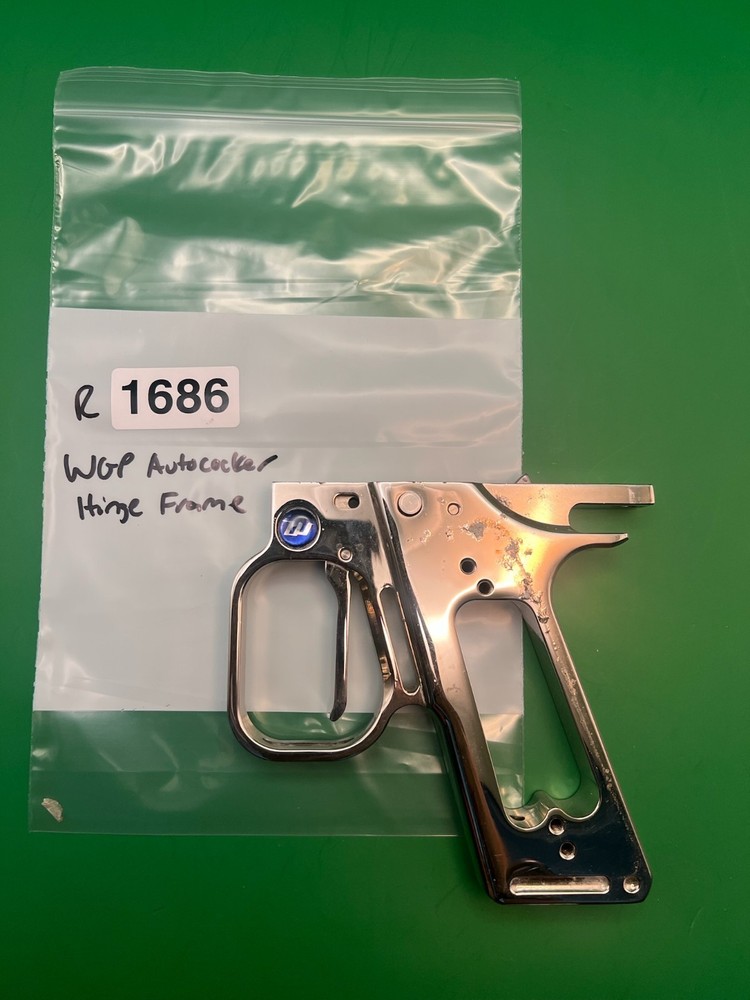 R 1686
WGP Autococker
Hinge Frame